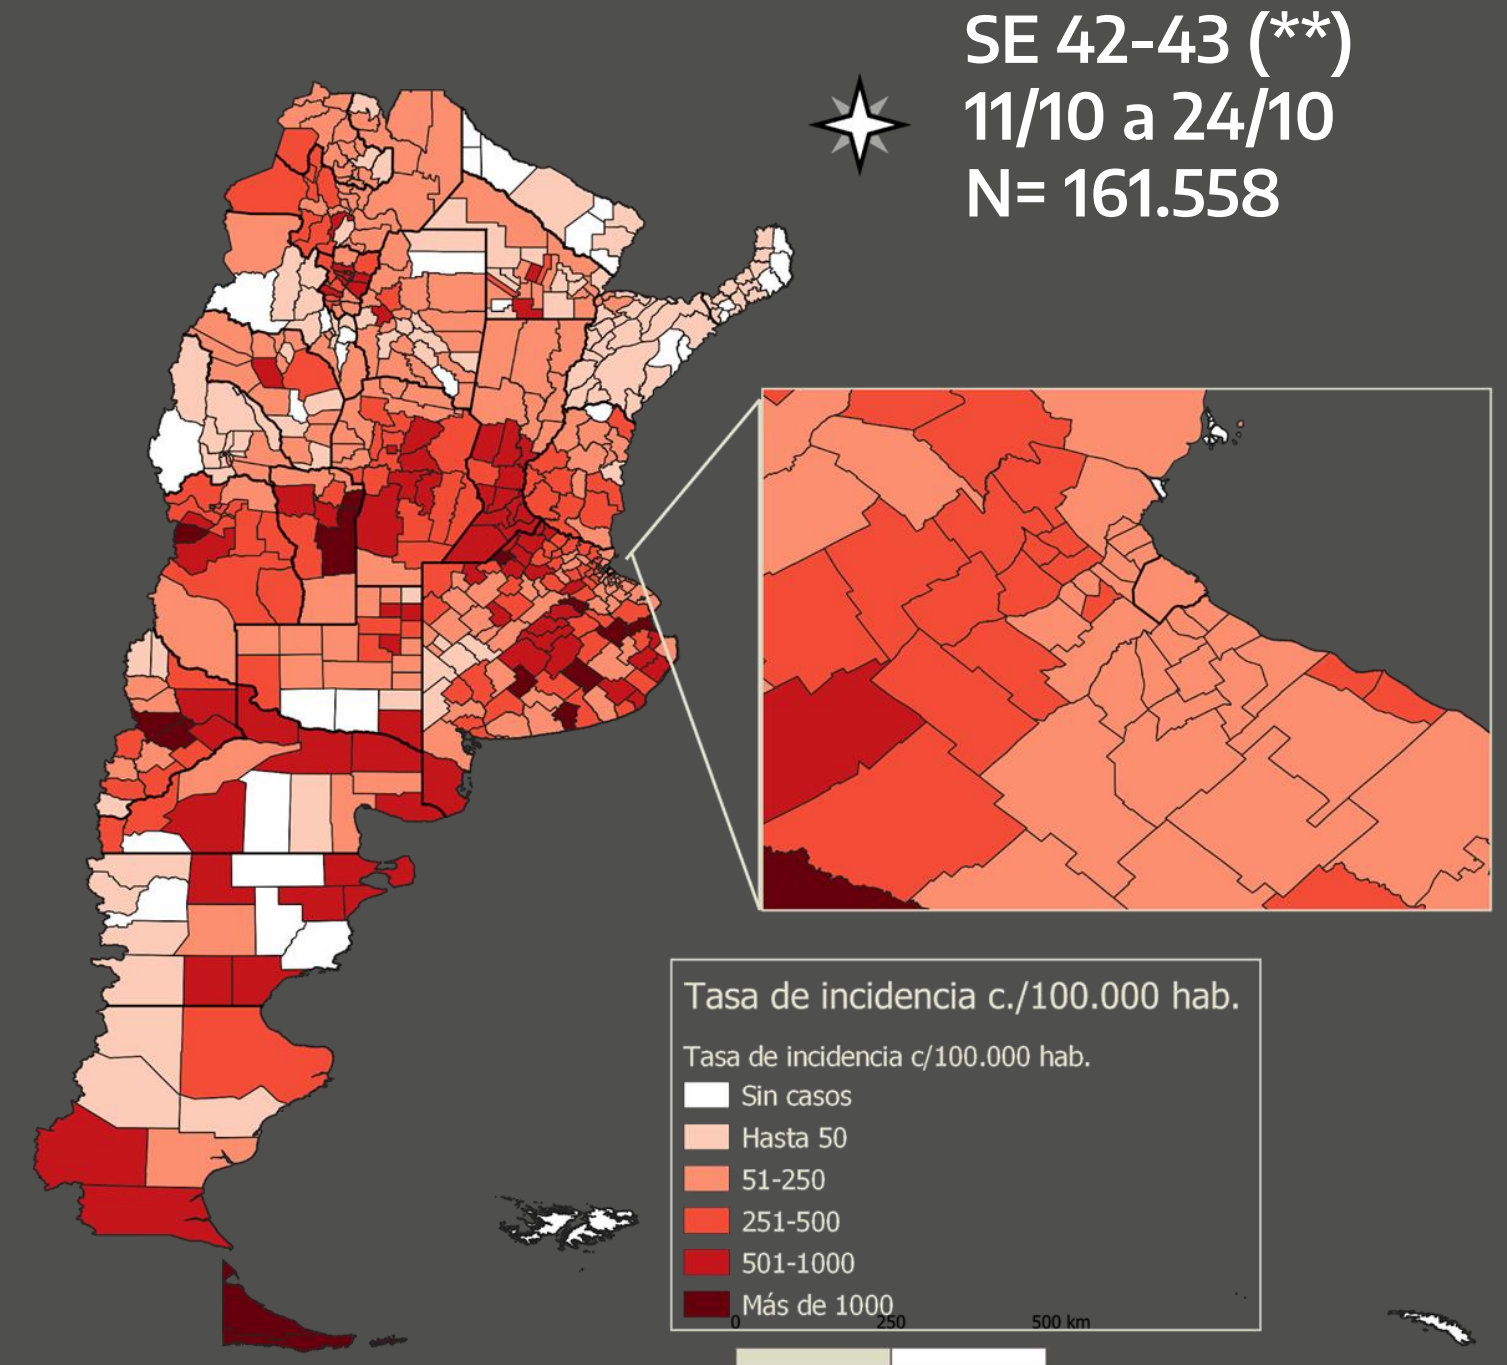 SE 42-43 (**)
11/10 a 24/10
N= 161.558
Tasa de incidencia c./100.000 hab.
Tasa de incidencia c/100.000 hab.
Sin casos
Hasta 50
51-250
251-500
501-1000
Más de 1000
0 250 500 km